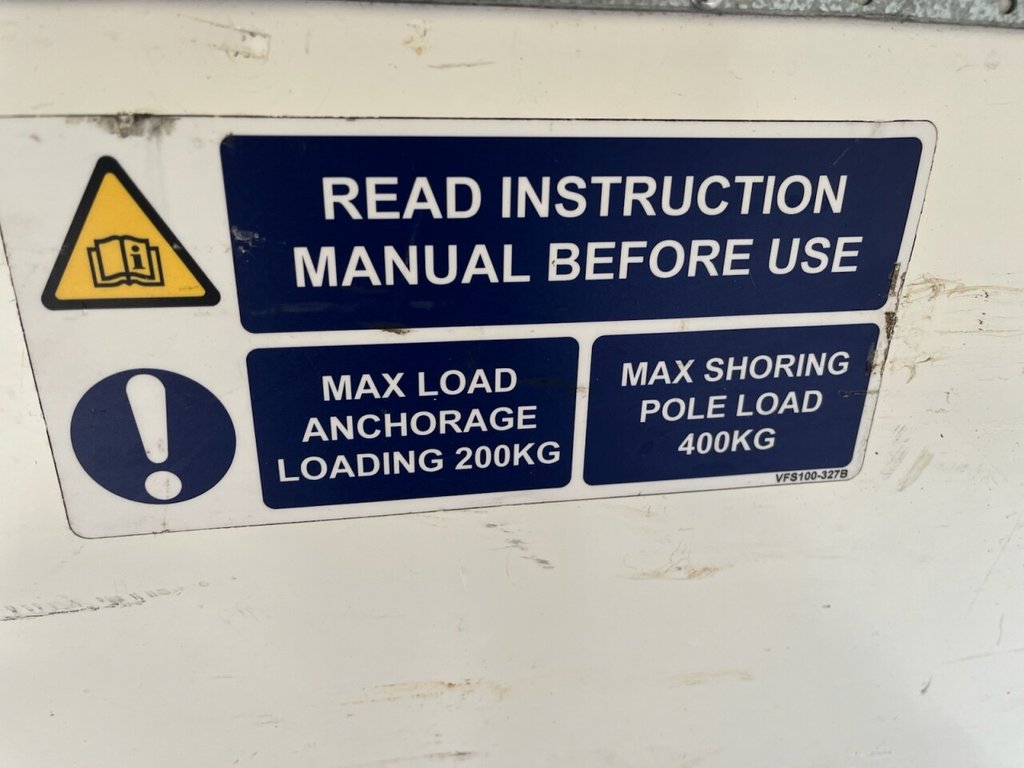 READ INSTRUCTION
MANUAL BEFORE USE
MAX LOAD
ANCHORAGE
LOADING 200KG
MAX SHORING
POLE LOAD
400KG
VFS100-327B